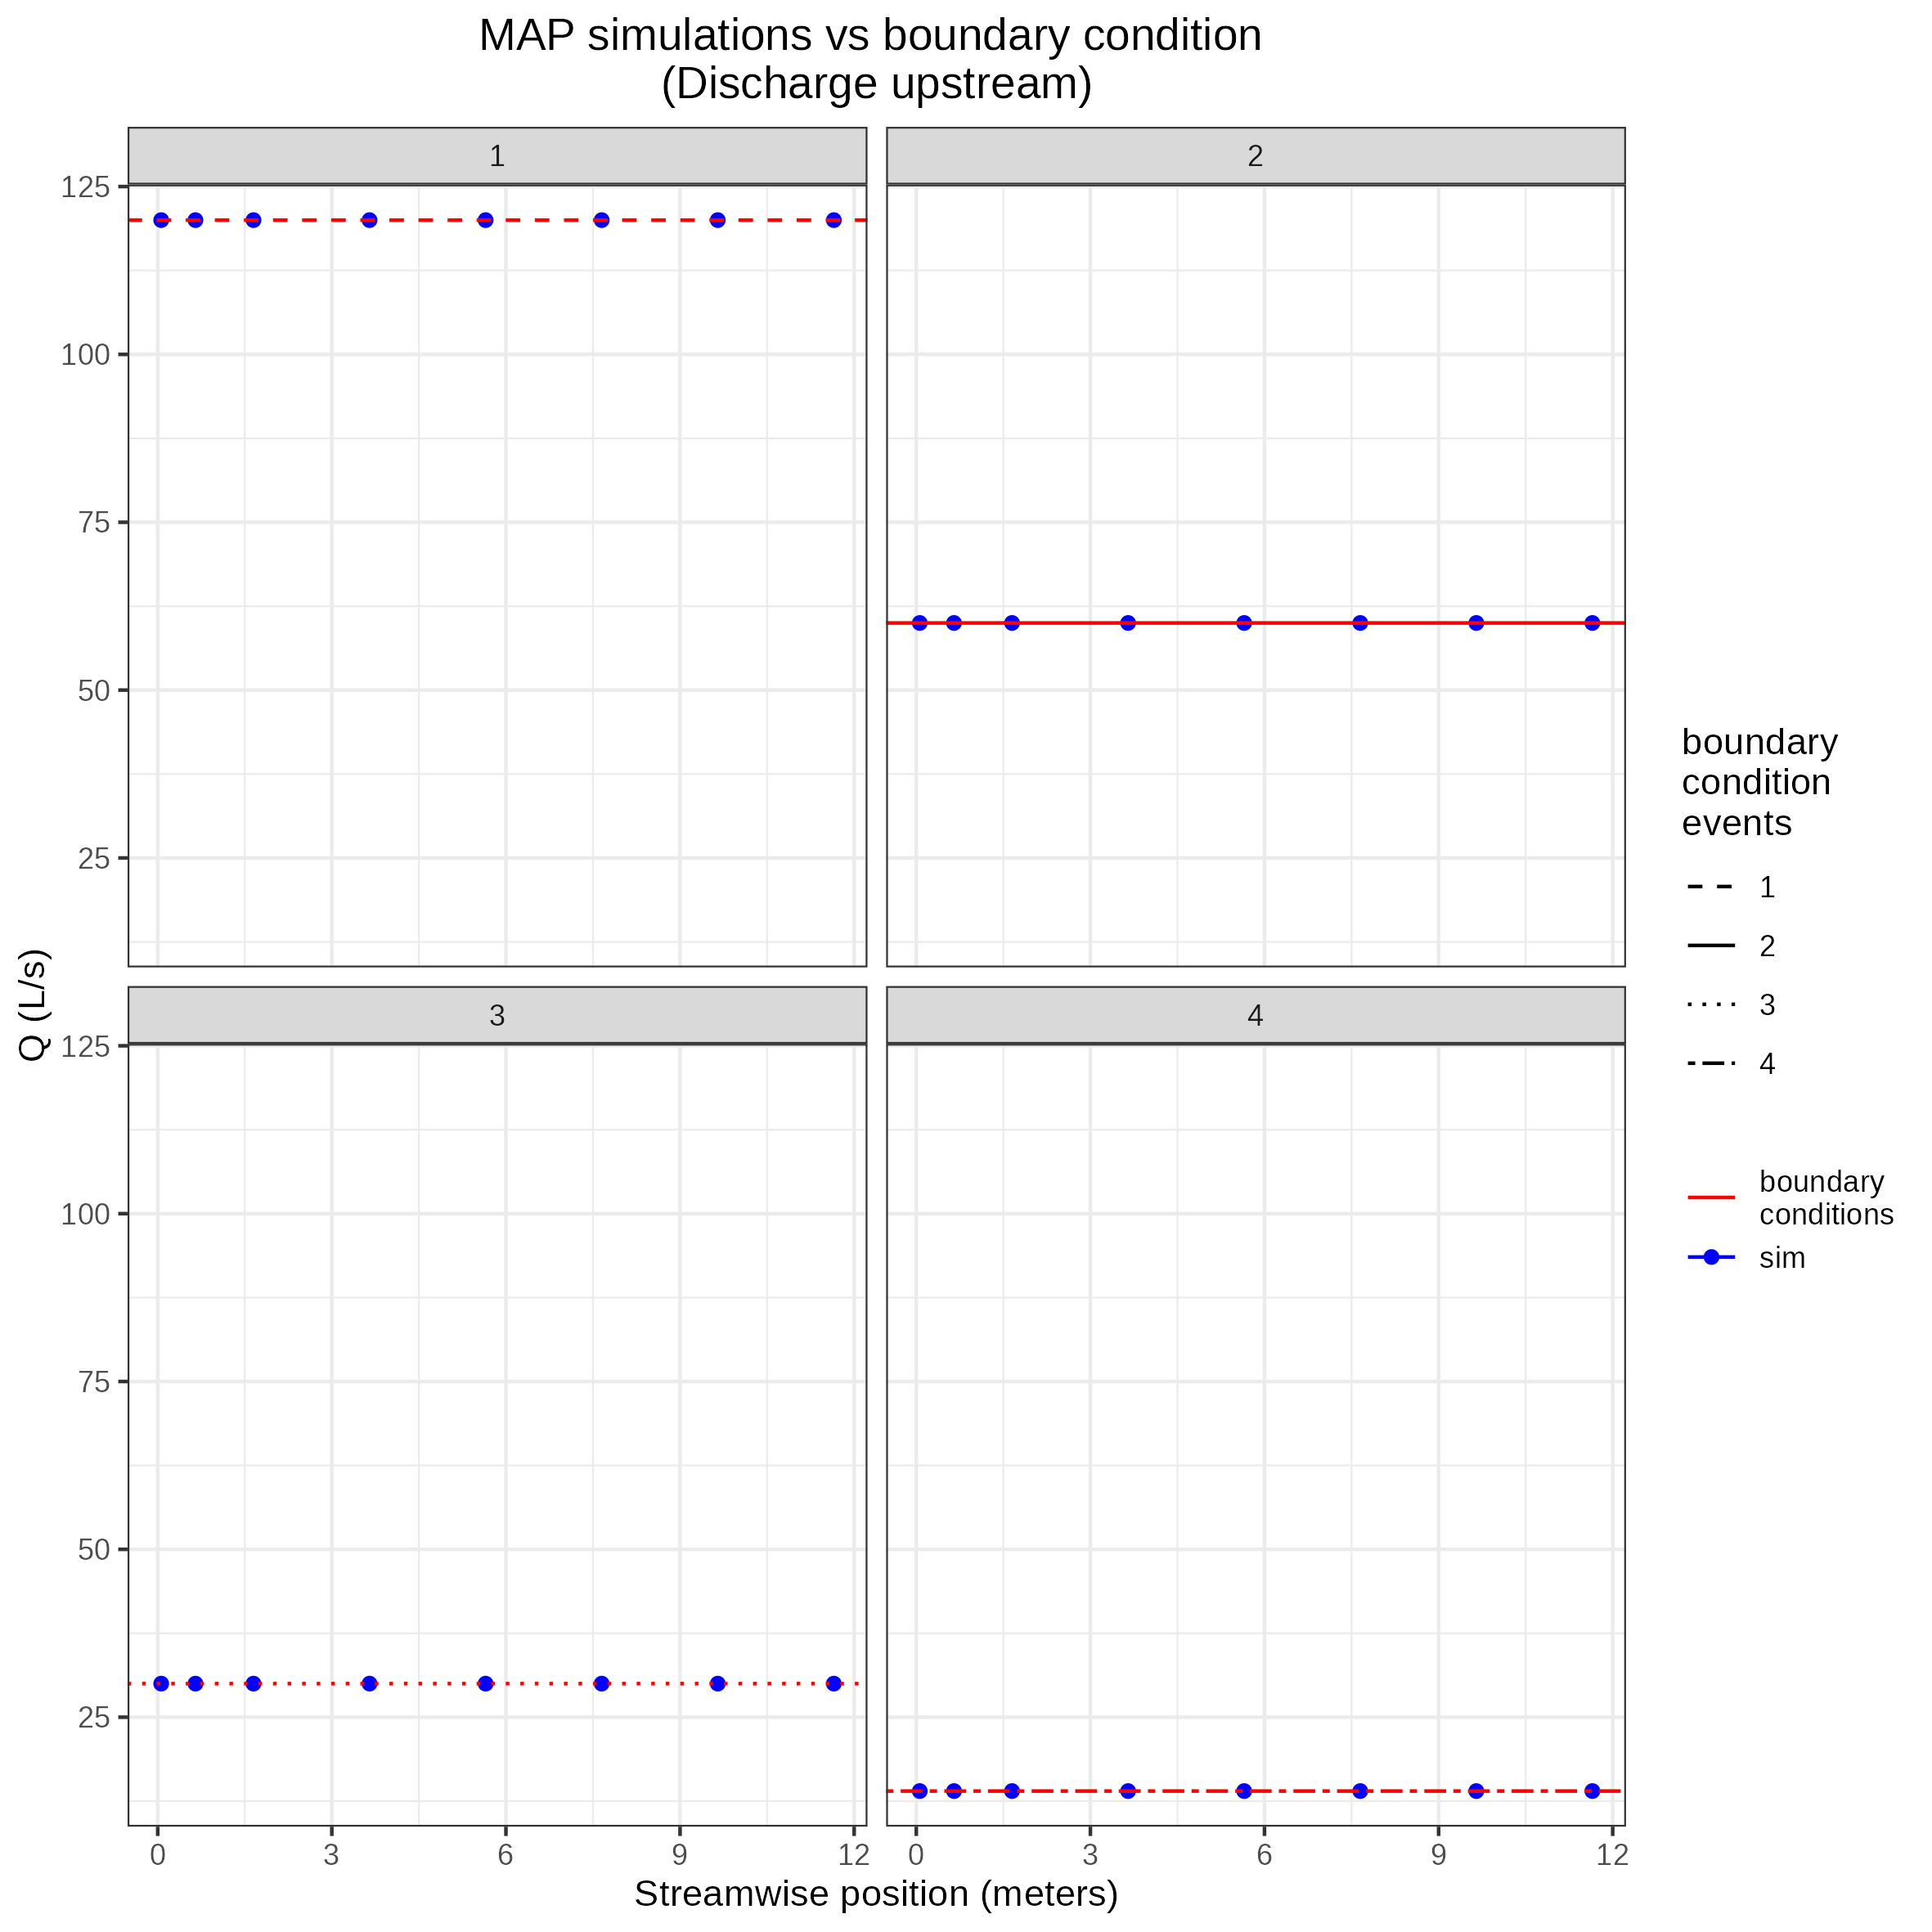 MAP simulations vs boundary condition
(Discharge upstream)
1
2
125
100
75
50
25
Q (L/s)
3
4
125
100
75
50
25
0
3
6
9
12
0
3
6
9
12
Streamwise position (meters)
boundary
condition
events
1
2
3
4
boundary
conditions
sim